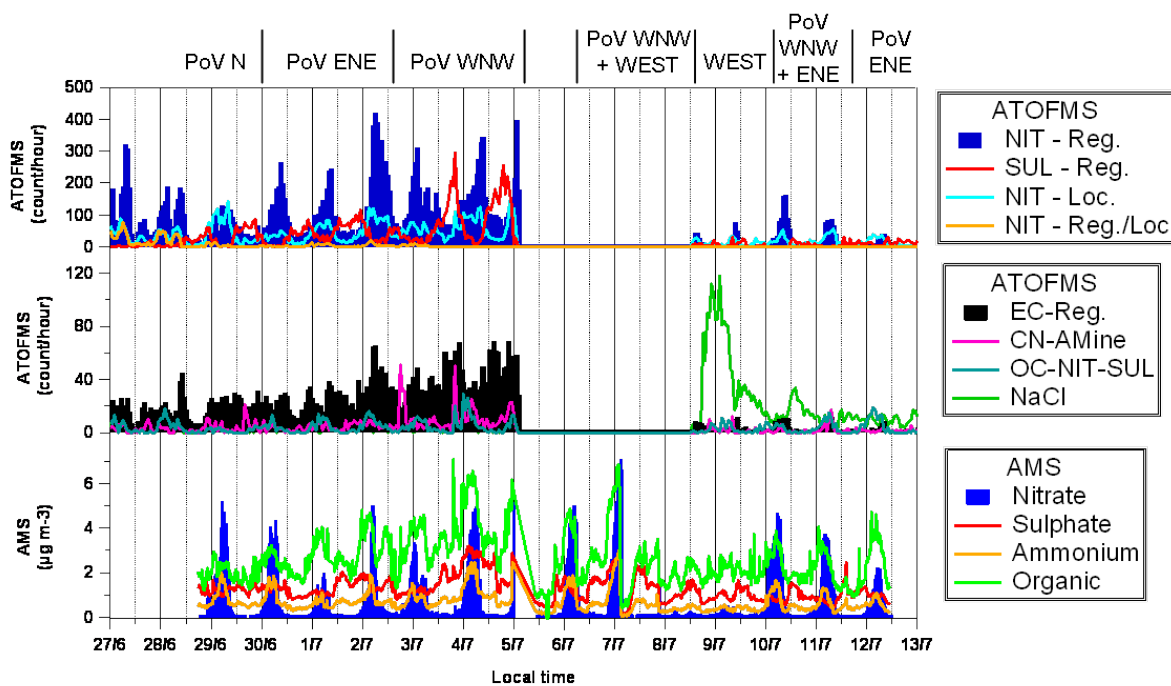 PoV N
PoV ENE
PoV WNW
PoV WNW
+ WEST
WEST
PoV
WNW
+ ENE
PoV
ENE
ATOFMS
(count/hour)
500
400
300
200
100
0
ATOFMS
NIT - Reg.
SUL - Reg.
NIT - Loc.
NIT - Reg./Loc
ATOFMS
(count/hour)
120
80
40
0
ATOFMS
EC-Reg.
CN-AMine
OC-NIT-SUL
NaCl
AMS
(µg m-3)
6
4
2
0
AMS
Nitrate
Sulphate
Ammonium
Organic
27/6 28/6 29/6 30/6 1/7 2/7 3/7 4/7 5/7 6/7 7/7 8/7 9/7 10/7 11/7 12/7 13/7
Local time